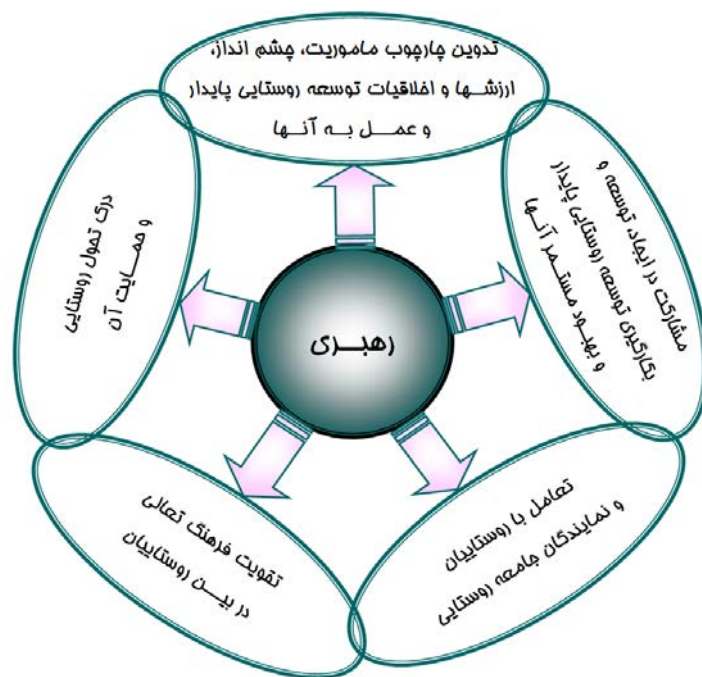 تدوین چارچوب ماموریت، چشم انداز،
ارزشها و اخلاقیات توسعه روستایی پایدار
و عمل به آنها
مشارکت در ایجاد، توسعه و
بکارگیری توسعه روستایی پایدار
و بهبود مستمر آنها
تعامل با روستاییان
و نمایندگان جامعه روستایی
تقویت فرهنگ تعالی
در بین روستاییان
درک تحول روستایی
و حمایت آن
رهبری